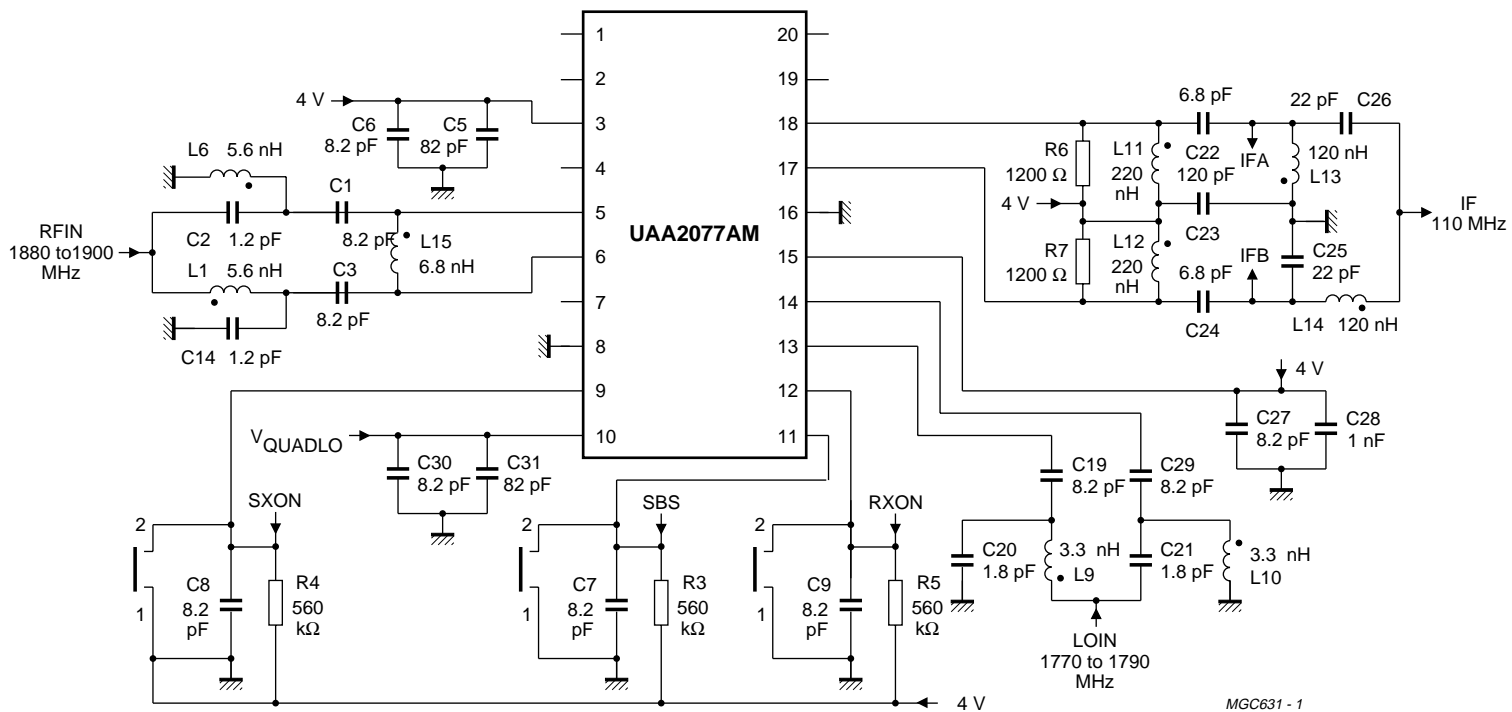 1
20
2
19
4 V
C6
8.2 pF
C5
82 pF
3
18
6.8 pF
22 pF
C26
L6
5.6 nH
4
17
R6
1200 Ω
L11
220
nH
C22
120 pF
IFA
120 nH
L13
C1
8.2 pF
5
16
4 V
IF
110 MHz
RFIN
1880 to1900
MHz
C2
1.2 pF
L15
6.8 nH
UAA2077AM
C23
L1
5.6 nH
6
15
R7
1200 Ω
L12
220
nH
6.8 pF
IFB
C25
22 pF
C3
8.2 pF
7
14
C24
L14
120 nH
C14
1.2 pF
8
13
4 V
9
12
C27
8.2 pF
C28
1 nF
VQUADLO
10
11
C30
8.2 pF
C31
82 pF
C19
8.2 pF
C29
8.2 pF
SXON
SBS
RXON
2
2
2
C20
1.8 pF
3.3 nH
L9
C21
1.8 pF
3.3 nH
L10
1
C8
8.2
pF
R4
560
kΩ
1
C7
8.2
pF
R3
560
kΩ
1
C9
8.2
pF
R5
560
kΩ
LOIN
1770 to 1790
MHz
4 V
MGC631 - 1